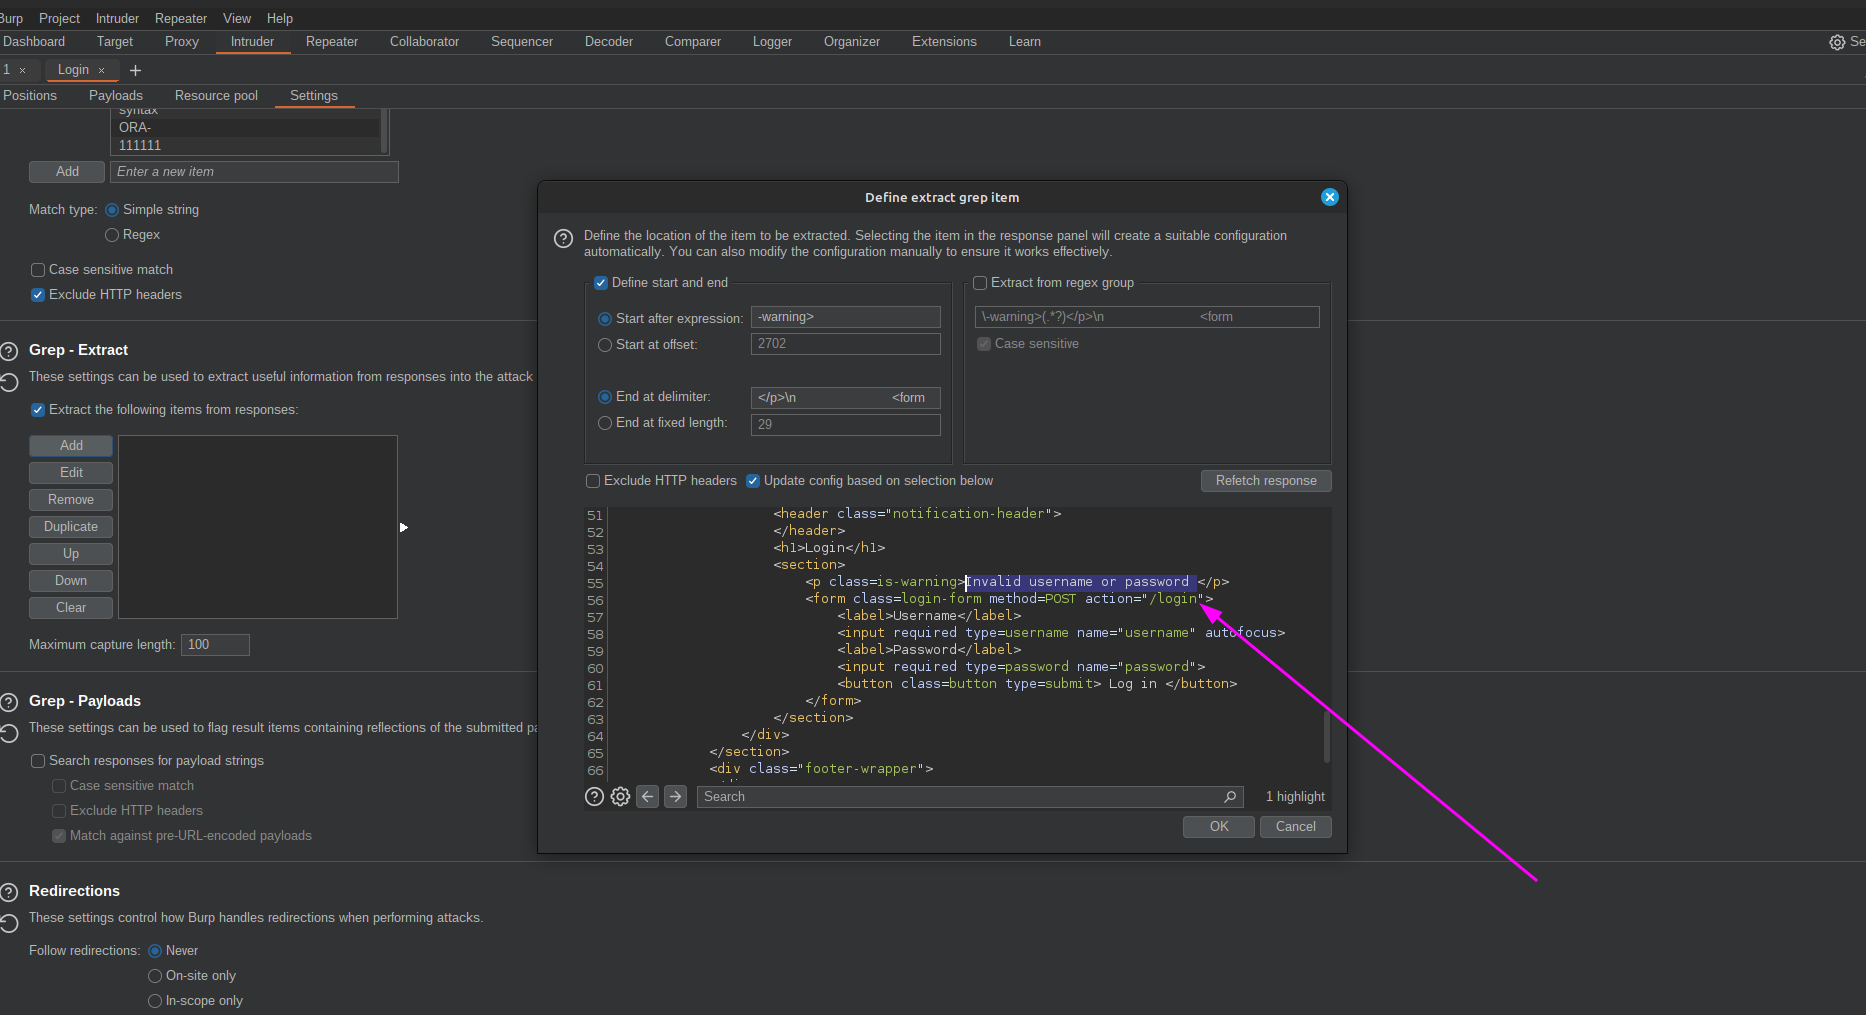 Burp Project Intruder Repeater View Help
Dashboard Target Proxy Intruder Repeater Collaborator Sequencer Decoder Comparer Logger Organizer Extensions Learn Se
1 × Login × +
Positions Payloads Resource pool Settings
syntax
ORA-
111111
Add Enter a new item
Match type: Simple string
Regex
Case sensitive match
Exclude HTTP headers
Grep - Extract
These settings can be used to extract useful information from responses into the attack
Extract the following items from responses:
Add
Edit
Remove
Duplicate
Up
Down
Clear
Maximum capture length: 100
Grep - Payloads
These settings can be used to flag result items containing reflections of the submitted pa
Search responses for payload strings
Case sensitive match
Exclude HTTP headers
Match against pre-URL-encoded payloads
Redirections
These settings control how Burp handles redirections when performing attacks.
Follow redirections: Never
On-site only
In-scope only
Define extract grep item
Define the location of the item to be extracted. Selecting the item in the response panel will create a suitable configuration
automatically. You can also modify the configuration manually to ensure it works effectively.
Define start and end
Start after expression: -warning>
Start at offset: 2702
End at delimiter: </p>\n <form
End at fixed length: 29
Extract from regex group
\-warning>(.*?)</p>\n <form
Case sensitive
Exclude HTTP headers Update config based on selection below Refetch response
51 <header class="notification-header">
52 </header>
53 <h1>Login</h1>
54 <section>
55 <p class=is-warning>Invalid username or password </p>
56 <form class=login-form method=POST action="/login">
57 <label>Username</label>
58 <input required type=username name="username" autofocus>
59 <label>Password</label>
60 <input required type=password name="password">
61 <button class=button type=submit> Log in </button>
62 </form>
63 </section>
64 </div>
65 </section>
66 <div class="footer-wrapper">
Search 1 highlight
OK Cancel